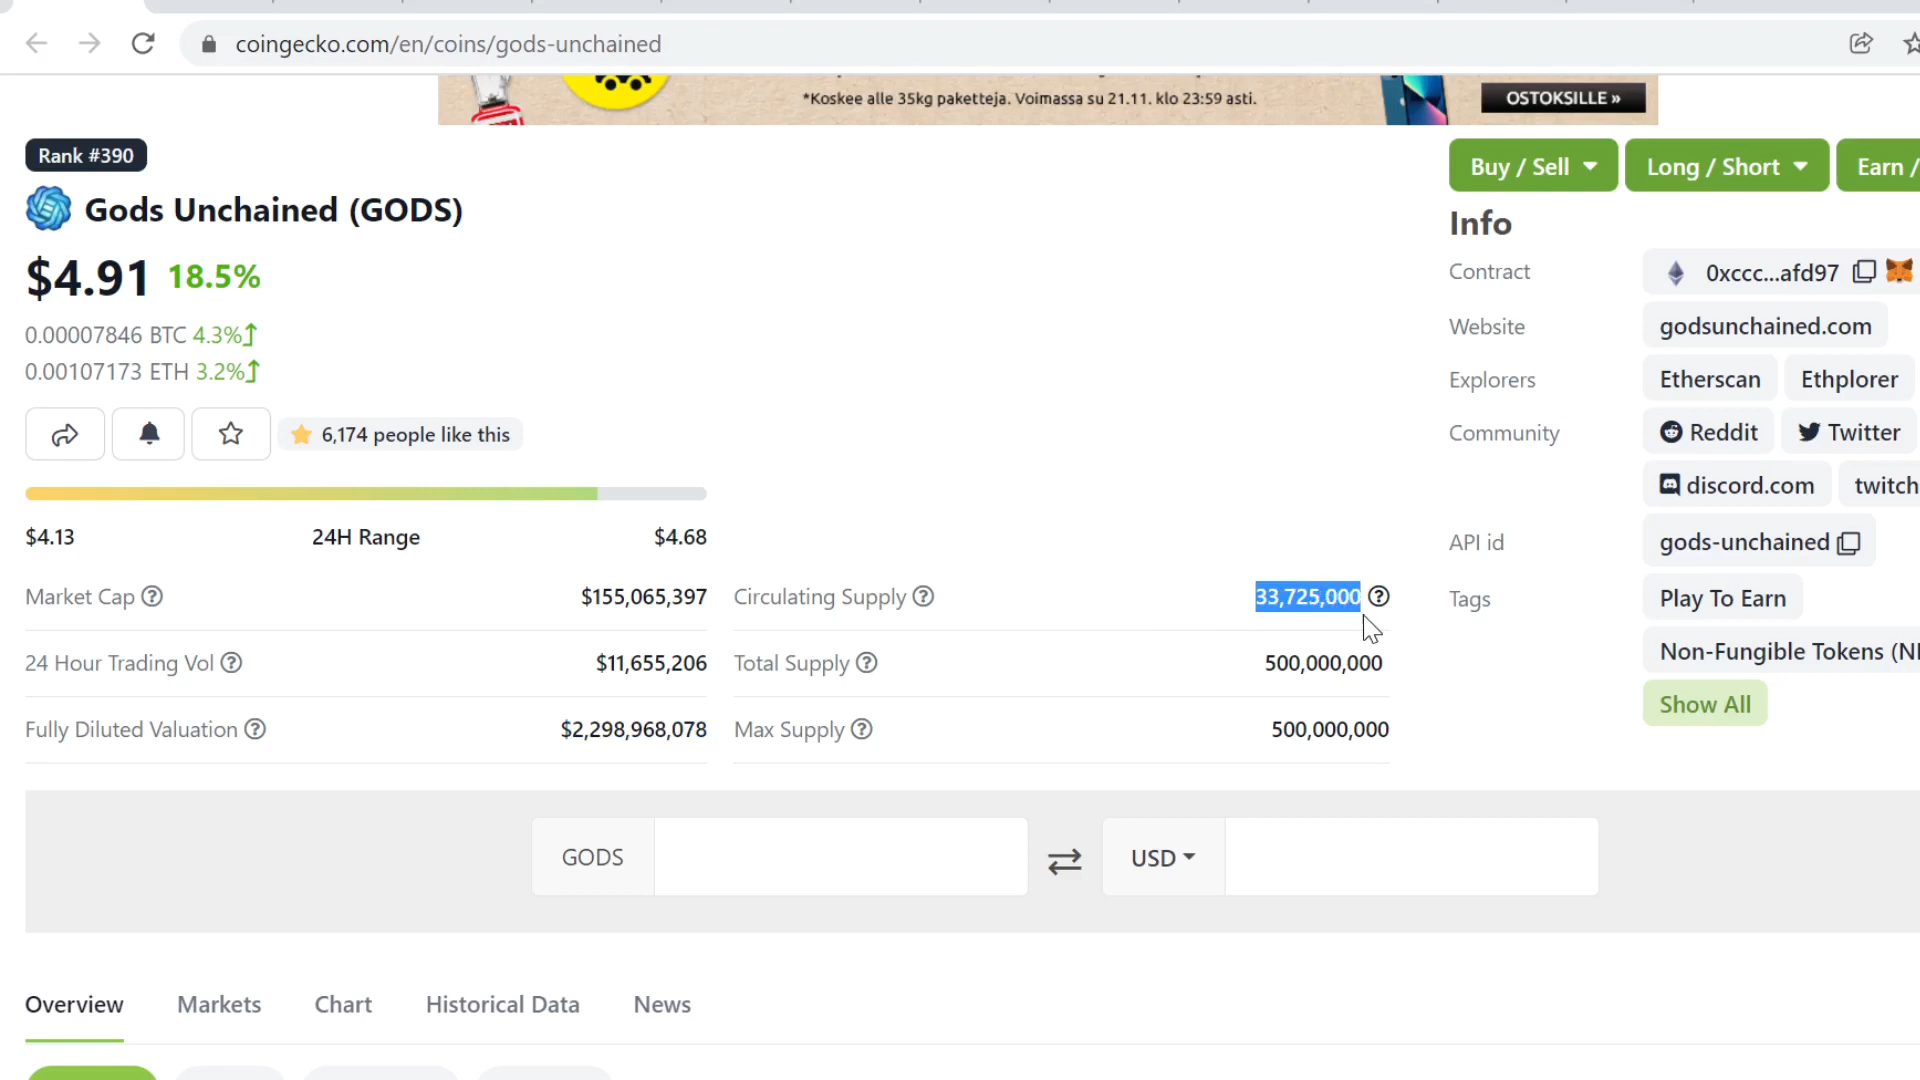 coingecko.com/en/coins/gods-unchained
*Koskee alle 35kg paketteja. Voimassa su 21.11. klo 23:59 asti.
OSTOKSILLE »
Rank #390
Gods Unchained (GODS)
$4.91 18.5%
0.00007846 BTC 4.3%
0.00107173 ETH 3.2%
6,174 people like this
$4.13 24H Range $4.68
Market Cap $155,065,397
24 Hour Trading Vol $11,655,206
Fully Diluted Valuation $2,298,968,078
Circulating Supply 33,725,000
Total Supply 500,000,000
Max Supply 500,000,000
Buy / Sell Long / Short Earn /
Info
Contract 0xccc...afd97
Website godsunchained.com
Explorers Etherscan Ethplorer
Community Reddit Twitter
discord.com twitch
API id gods-unchained
Tags Play To Earn
Non-Fungible Tokens (N
Show All
GODS USD
Overview Markets Chart Historical Data News